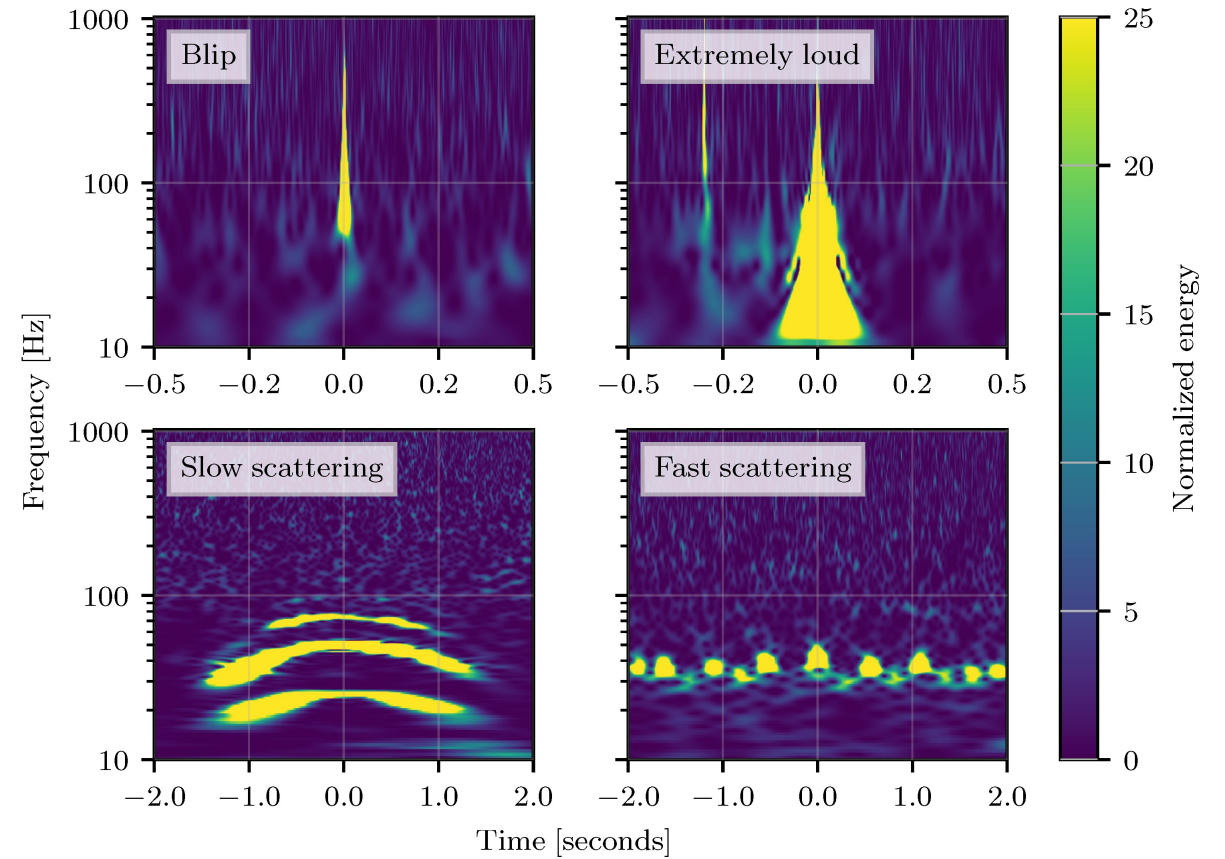 Blip
Extremely loud
1000
100
10
−0.5 −0.2 0.0 0.2 0.5
−0.5 −0.2 0.0 0.2 0.5
Slow scattering
Fast scattering
1000
100
10
−2.0 −1.0 0.0 1.0 2.0
−2.0 −1.0 0.0 1.0 2.0
Frequency [Hz]
Time [seconds]
25
20
15
10
5
0
Normalized energy